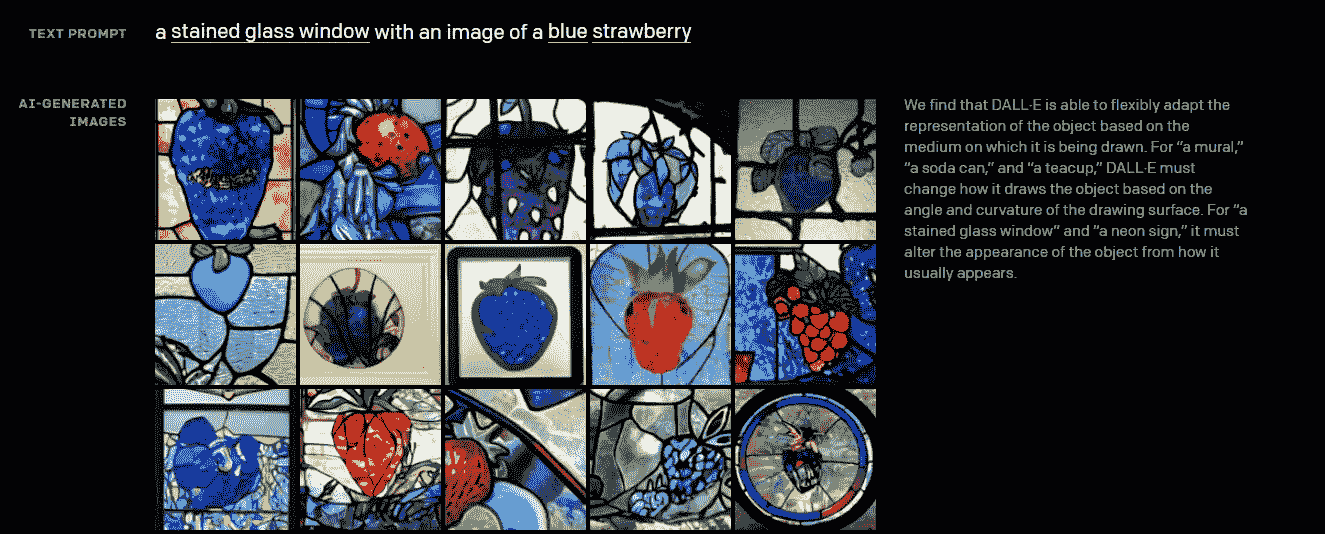 TEXT PROMPT
a stained glass window with an image of a blue strawberry
AI-GENERATED
IMAGES
We find that DALL·E is able to flexibly adapt the
representation of the object based on the
medium on which it is being drawn. For “a mural,”
“a soda can,” and “a teacup,” DALL·E must
change how it draws the object based on the
angle and curvature of the drawing surface. For “a
stained glass window” and “a neon sign,” it must
alter the appearance of the object from how it
usually appears.